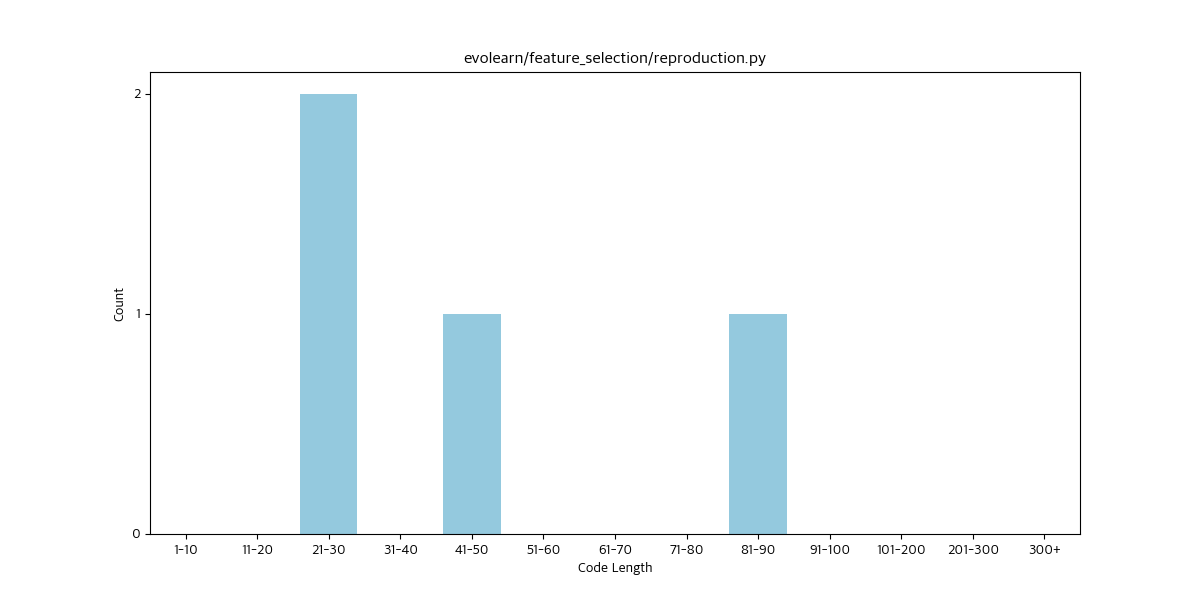 evolearn/feature_selection/reproduction.py
2
1
0
Count
1-10 11-20 21-30 31-40 41-50 51-60 61-70 71-80 81-90 91-100 101-200 201-300 300+
Code Length